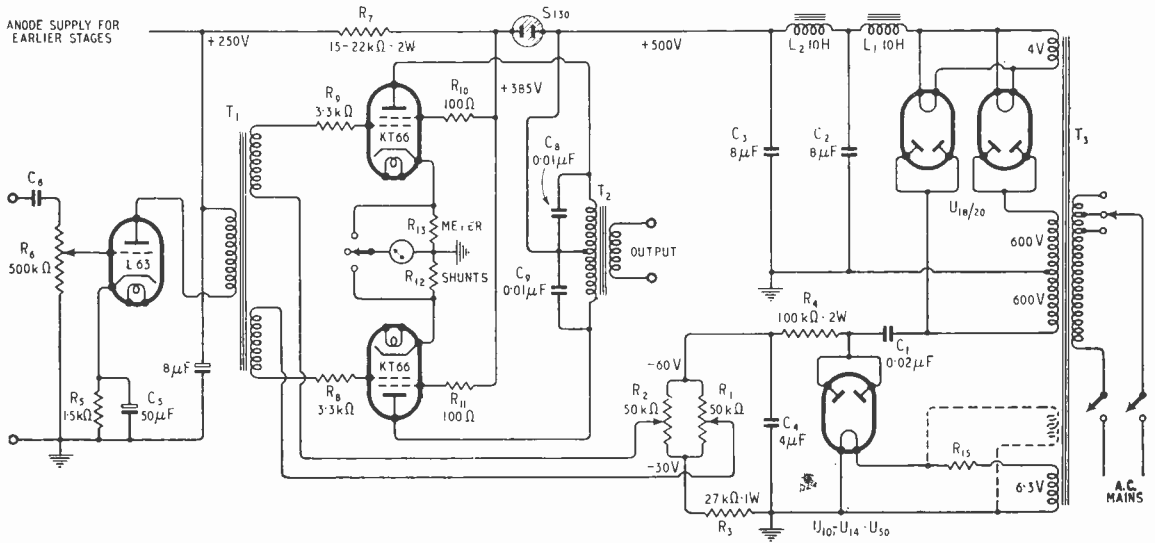 ANODE SUPPLY FOR
EARLIER STAGES
+250V
R7
15-22kΩ·2W
S130
+500V
L2 10H
L1 10H
4V
T1
R9
3·3kΩ
KT66
R10
100Ω
+385V
C8
0·01µF
T2
C3
8µF
C2
8µF
T3
U18/20
C6
R6
500kΩ
L63
R13
METER
R12
SHUNTS
OUTPUT
C9
0·01µF
600V
600V
R4
100kΩ·2W
C1
0·02µF
8µF
KT66
R8
3·3kΩ
R11
100Ω
-60V
R2
50kΩ
R1
50kΩ
-30V
C4
4µF
R5
1·5kΩ
C5
50µF
R15
6·3V
A.C.
MAINS
27kΩ·1W
R3
U10,-U14·U50